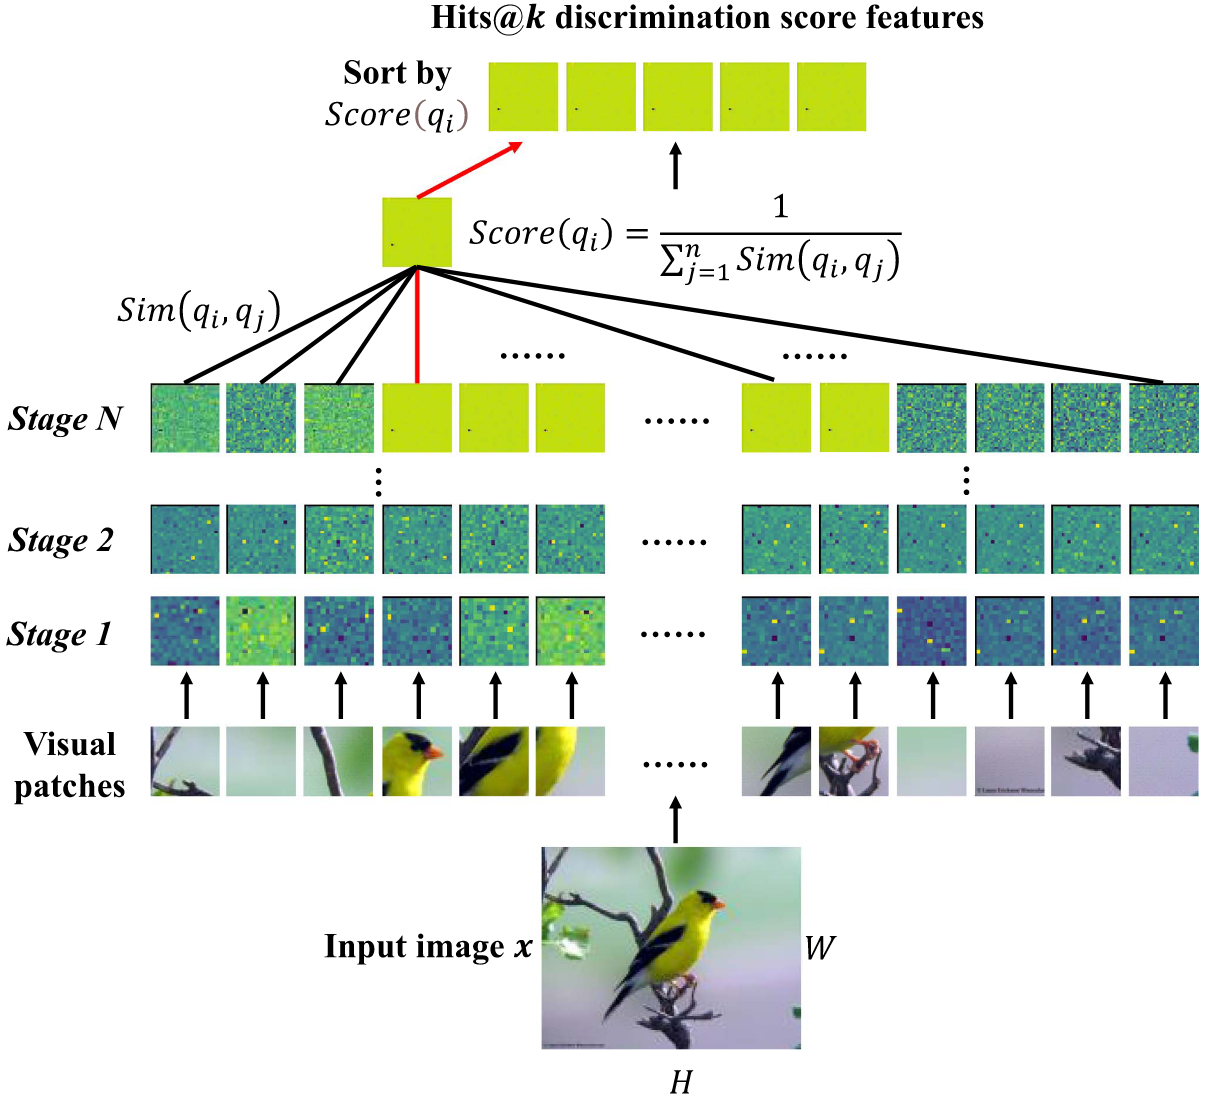 Hits@k discrimination score features
Sort by
Score(q_i)
Score(q_i) = \frac{1}{\sum_{j=1}^{n} Sim(q_i, q_j)}
Sim(q_i, q_j)
......
......
Stage N
......
Stage 2
......
Stage 1
......
Visual
patches
......
Input image x
W
H